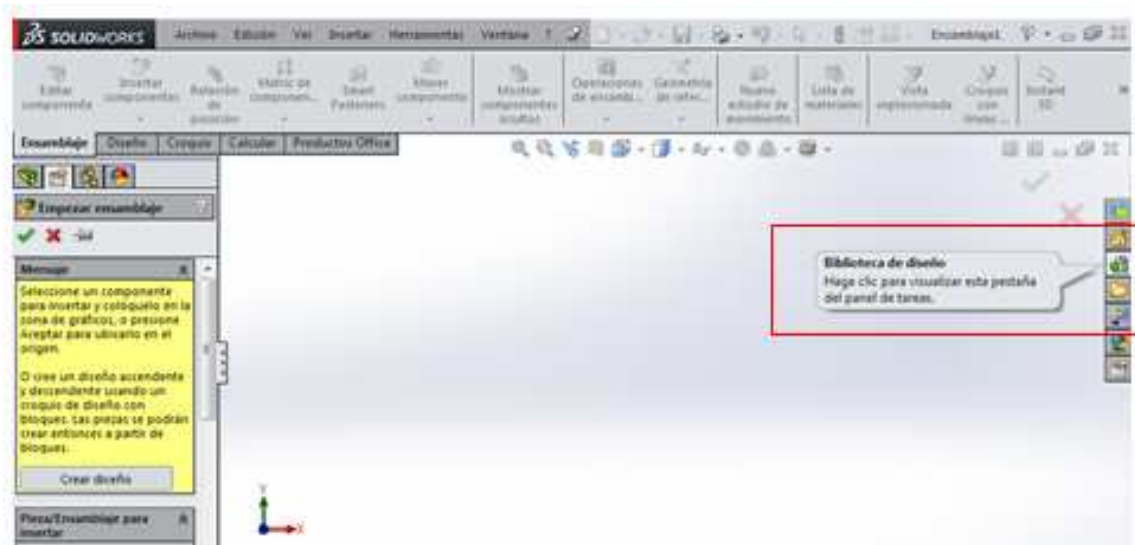 SOLIDWORKS Archivo Edición Ver Insertar Herramientas Ventana ? Ensamblaje1
Editar componente
Insertar componentes
Relación de posición
Matriz de componen...
Smart Fasteners
Mover componente
Mostrar componentes ocultos
Operaciones de ensambl...
Geometría de refer...
Nuevo estudio de movimiento
Lista de materiales
Vista explosionada
Croquis con líneas ...
Instant 3D
Ensamblaje Diseño Croquis Calcular Productos Office
Empezar ensamblaje
Mensaje
Seleccione un componente
para insertar y colóquelo en la
zona de gráficos, o presione
Aceptar para ubicarlo en el
origen.
O cree un diseño ascendente
y descendente usando un
croquis de diseño con
bloques. Las piezas se podrán
crear entonces a partir de
bloques.
Crear diseño
Pieza/Ensamblaje para
insertar
Biblioteca de diseño
Haga clic para visualizar esta pestaña
del panel de tareas.
Y
X